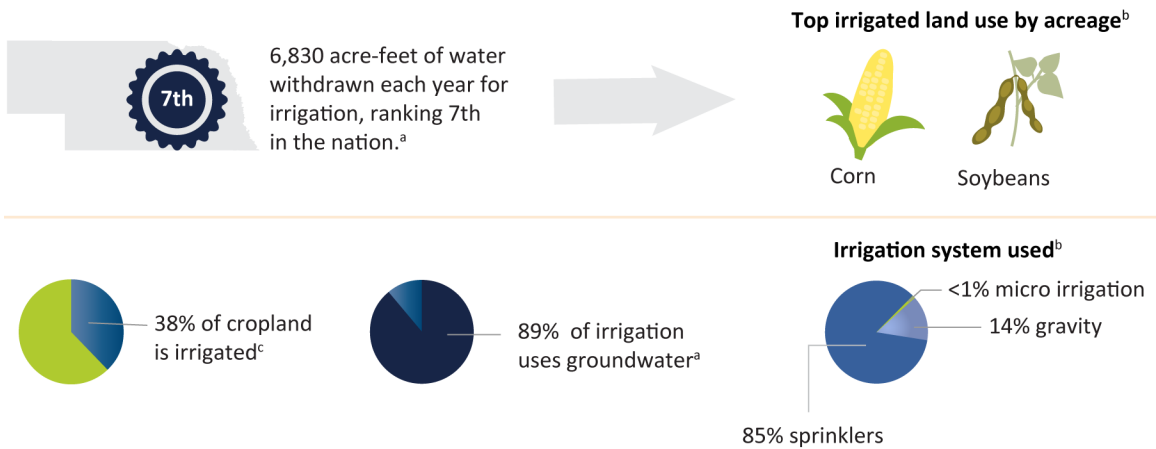 7th
6,830 acre-feet of water
withdrawn each year for
irrigation, ranking 7th
in the nation.ᵃ
Top irrigated land use by acreageᵇ
Corn
Soybeans
38% of cropland
is irrigatedᶜ
89% of irrigation
uses groundwaterᵃ
Irrigation system usedᵇ
<1% micro irrigation
14% gravity
85% sprinklers